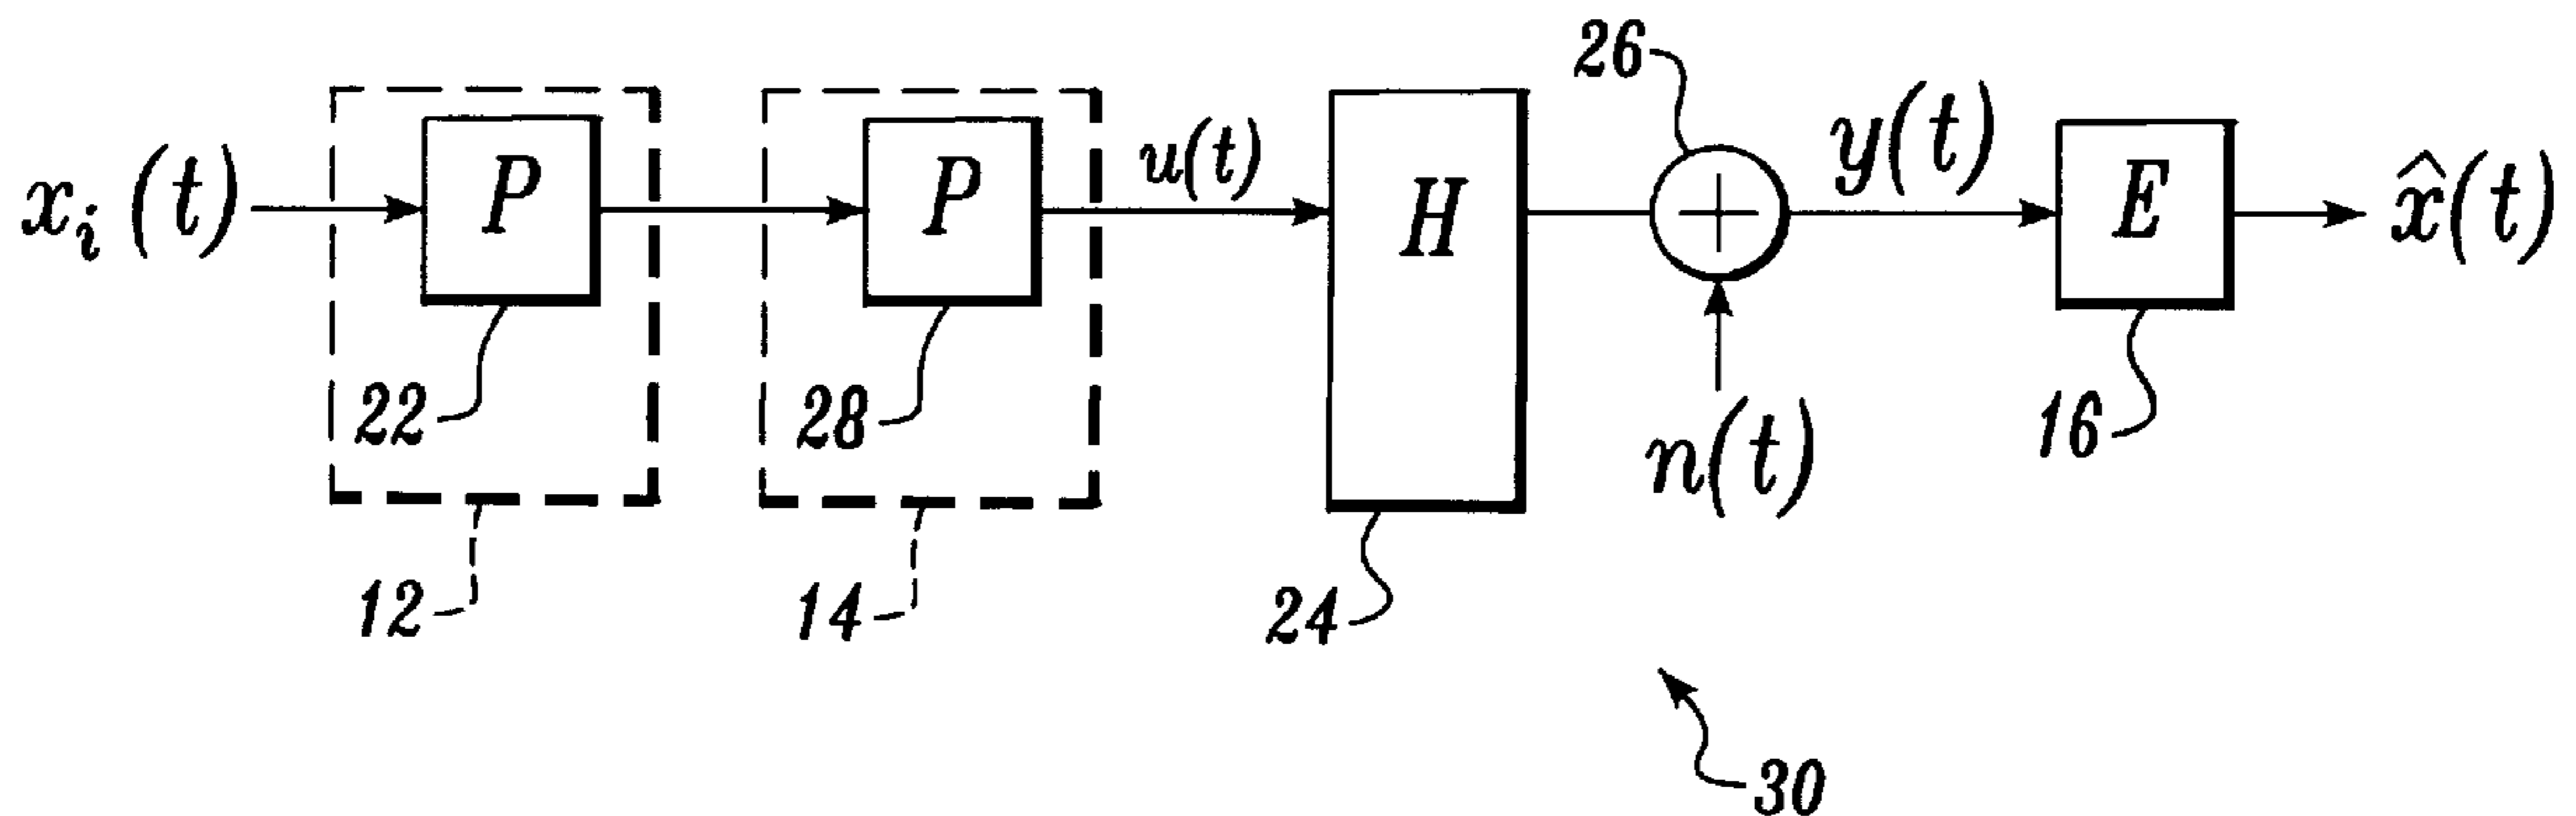 26
x_i (t)
P
P
u(t)
H
+
y(t)
E
x̂(t)
22
28
n(t)
16
12
14
24
30